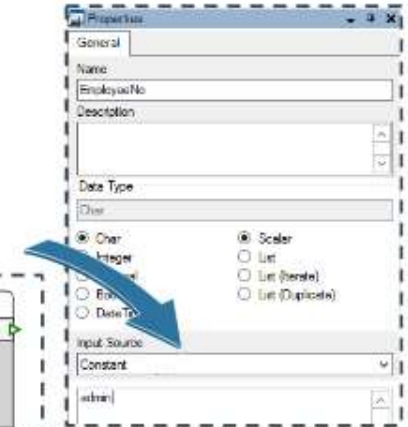 Properties
General
Name
EmployeeNo
Description
Data Type
Char
Char Scaler
Integer List
List (Iterate)
List (Duplicate)
Input Source
Constant
admin